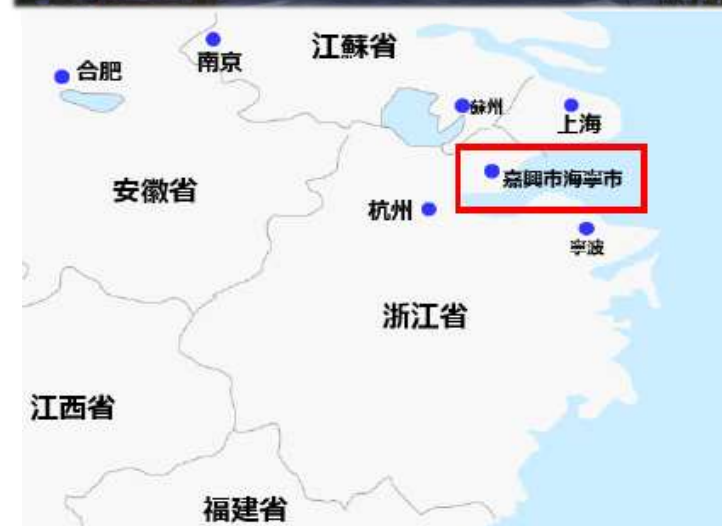 江蘇省
南京
合肥
蘇州
上海
嘉興市海寧市
安徽省
杭州
寧波
浙江省
江西省
福建省